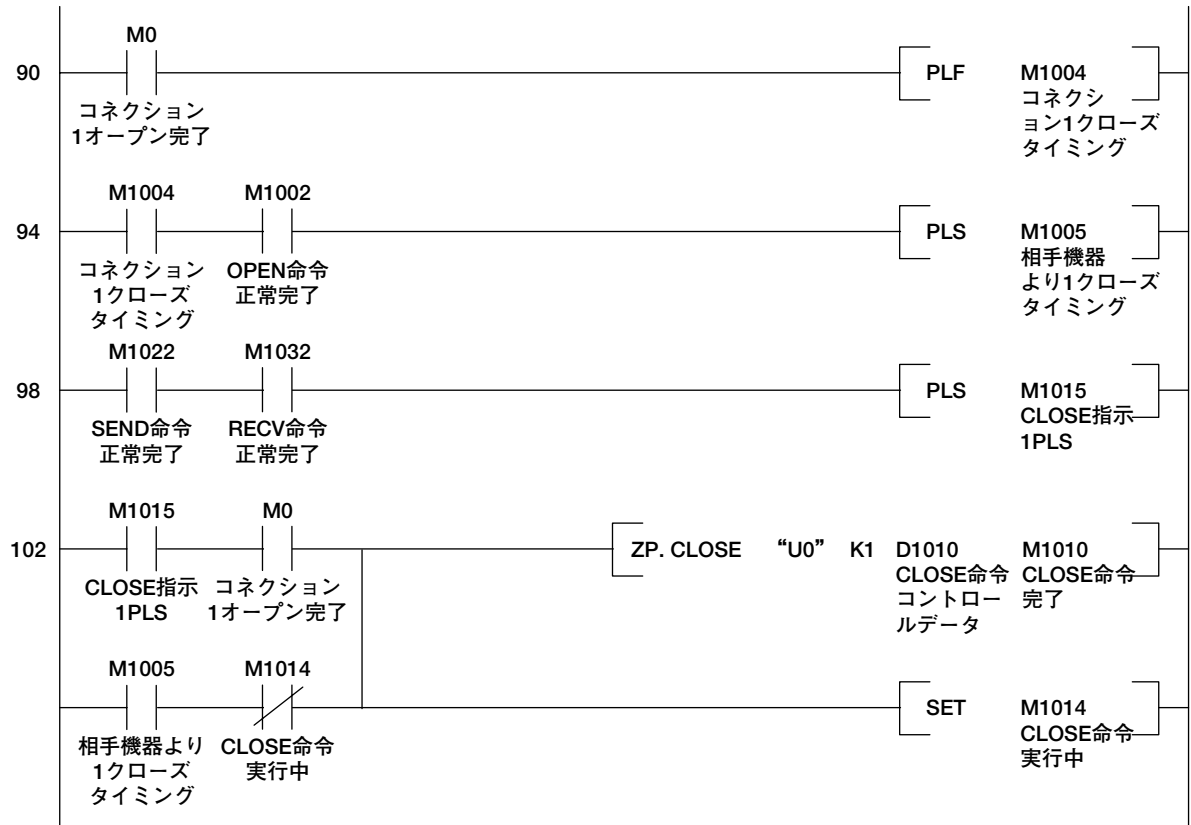 M0
90
PLF M1004
コネクション
1オープン完了
コネクシ
ョン1クローズ
タイミング
M1004 M1002
94
PLS M1005
コネクション
1クローズ
タイミング
OPEN命令
正常完了
相手機器
より1クローズ
タイミング
M1022 M1032
98
PLS M1015
SEND命令
正常完了
RECV命令
正常完了
CLOSE指示
1PLS
M1015 M0
102
ZP. CLOSE “U0” K1 D1010 M1010
CLOSE指示
1PLS
コネクション
1オープン完了
CLOSE命令
コントロー
ルデータ
CLOSE命令
完了
M1005 M1014
SET M1014
相手機器より
1クローズ
タイミング
CLOSE命令
実行中
CLOSE命令
実行中